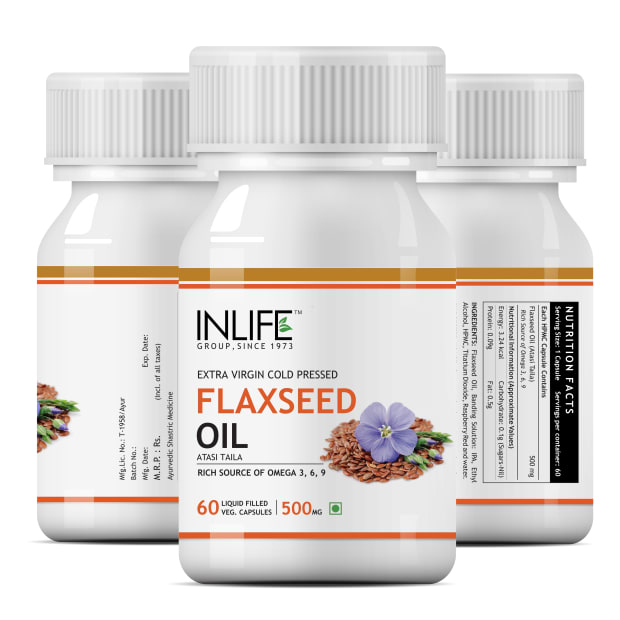 INLIFE™
GROUP, SINCE 1973
EXTRA VIRGIN COLD PRESSED
FLAXSEED
OIL
ATASI TAILA
RICH SOURCE OF OMEGA 3, 6, 9
60 LIQUID FILLED
VEG. CAPSULES
500MG
Mfg.Lic. No.: T-1958/Ayur
Batch No.:
Mfg. Date: Exp. Date:
M.R.P. : Rs. (Incl. of all taxes)
Ayurvedic Shastric Medicine
NUTRITION FACTS
Serving Size: 1 Capsule Servings per container: 60
Each HPMC Capsule Contains
Flaxseed Oil (Atasi Taila) 500 mg
Rich Source of Omega 3, 6, 9
Nutritional Information (Approximate Values)
Energy: 3.24 kcal Carbohydrate: 0.1g (Sugars-Nil)
Protein: 0.09g Fat: 0.5g
INGREDIENTS: Flaxseed Oil, Banding Solution: IPA, Ethyl
Alcohol, HPMC, Thatium Dioxide, Raspberry Red and water.